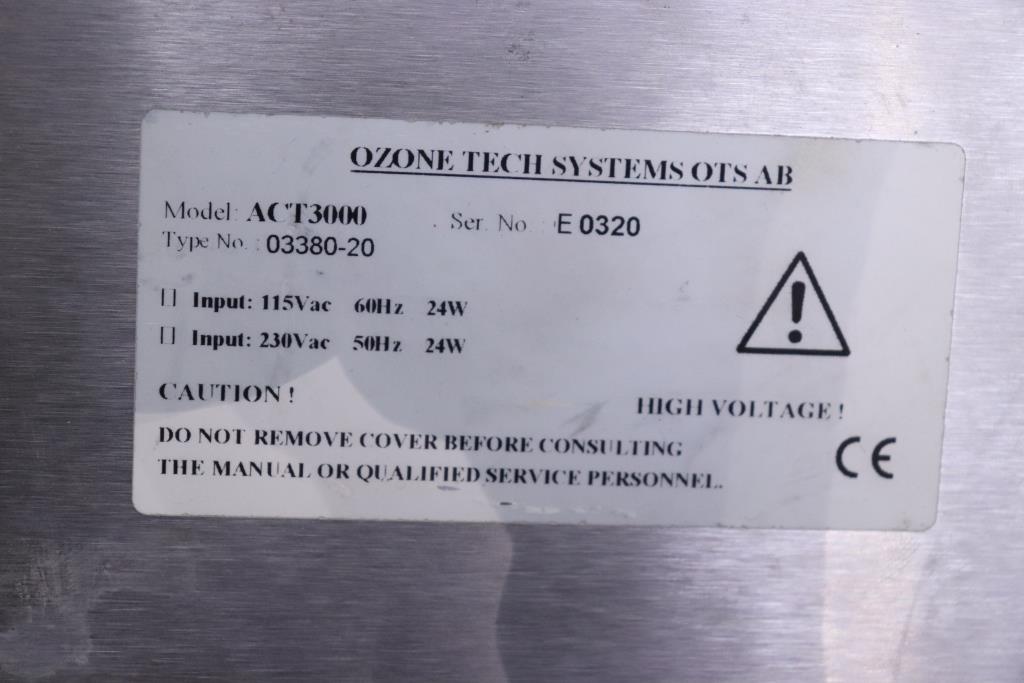 OZONE TECH SYSTEMS OTS AB
Model: ACT3000 Ser. No. : E 0320
Type No. : 03380-20
Input: 115Vac 60Hz 24W
Input: 230Vac 50Hz 24W
CAUTION !
HIGH VOLTAGE !
DO NOT REMOVE COVER BEFORE CONSULTING
THE MANUAL OR QUALIFIED SERVICE PERSONNEL.
CE